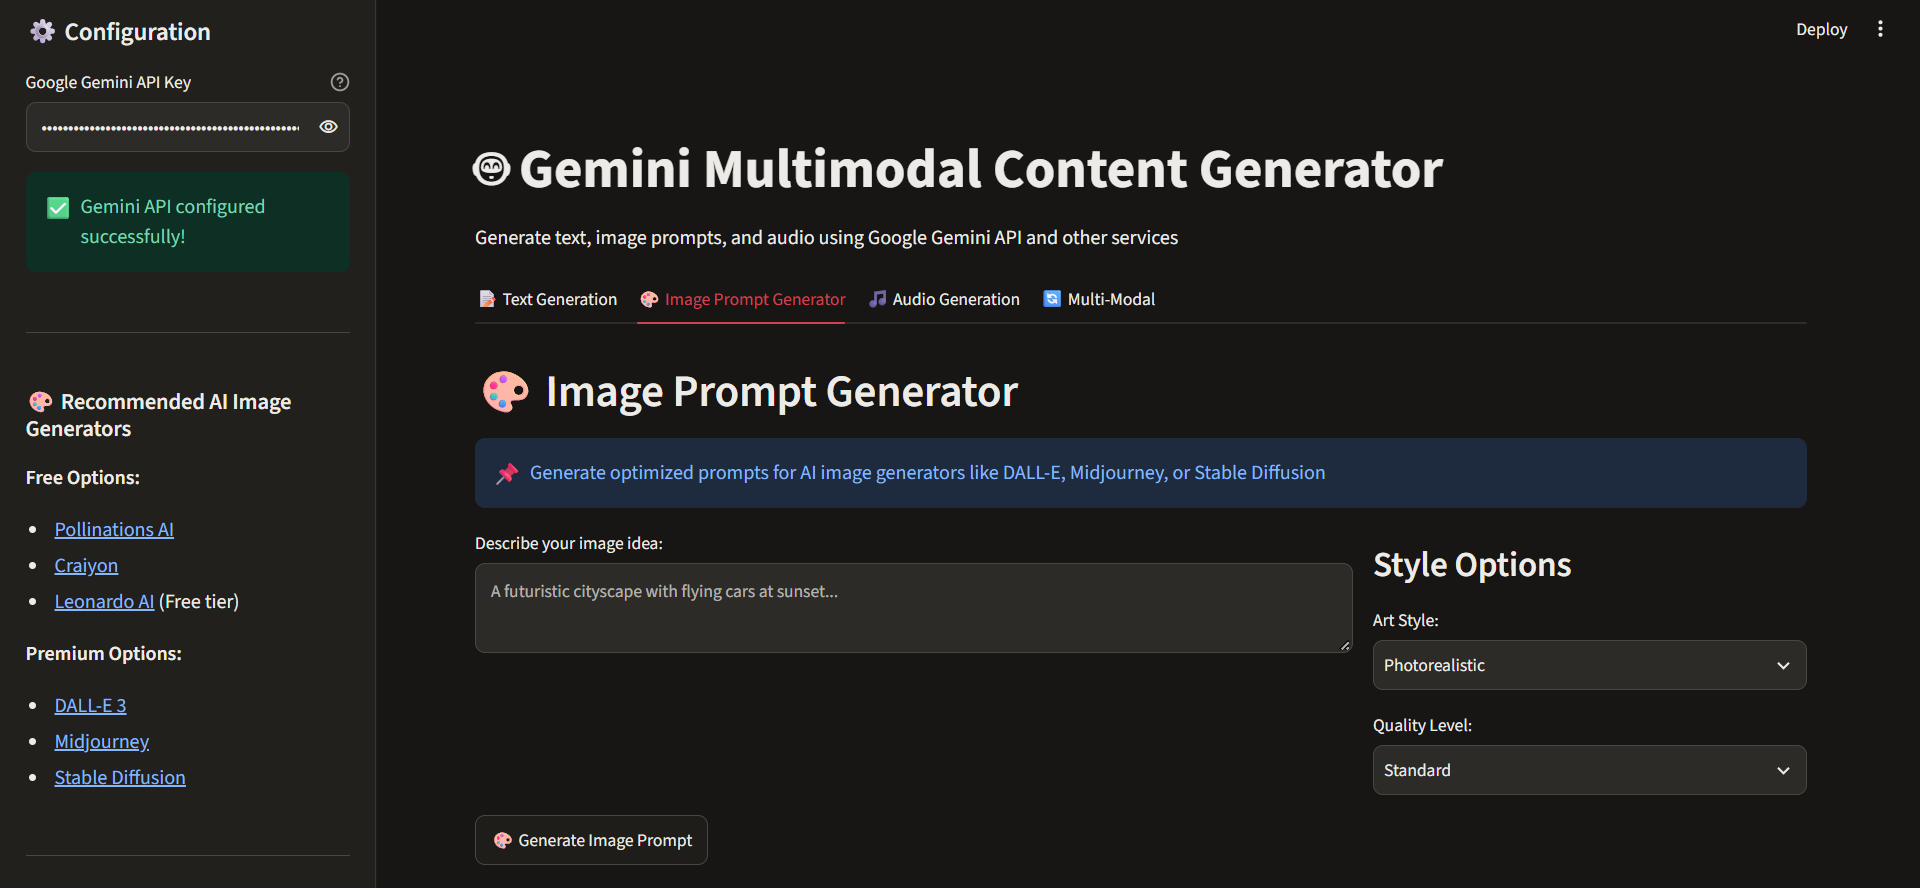 Configuration
Google Gemini API Key
Gemini API configured
successfully!
Recommended AI Image
Generators
Free Options:
Pollinations AI
Craiyon
Leonardo AI (Free tier)
Premium Options:
DALL-E 3
Midjourney
Stable Diffusion
Deploy
Gemini Multimodal Content Generator
Generate text, image prompts, and audio using Google Gemini API and other services
Text Generation Image Prompt Generator Audio Generation Multi-Modal
Image Prompt Generator
Generate optimized prompts for AI image generators like DALL-E, Midjourney, or Stable Diffusion
Describe your image idea:
A futuristic cityscape with flying cars at sunset...
Style Options
Art Style:
Photorealistic
Quality Level:
Standard
Generate Image Prompt